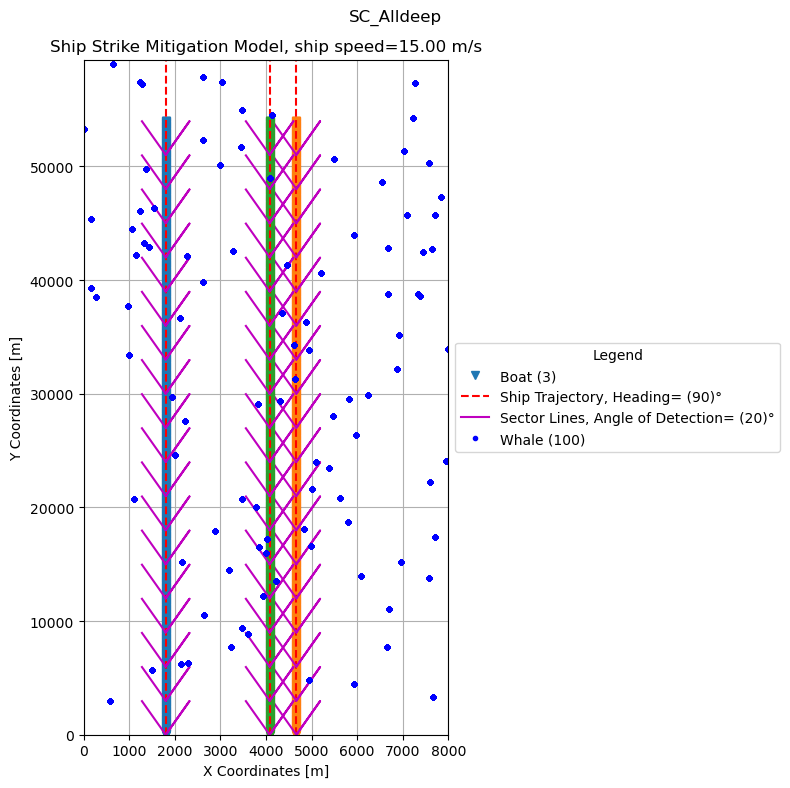 SC_Alldeep
Ship Strike Mitigation Model, ship speed=15.00 m/s
50000
40000
30000
20000
10000
0
Y Coordinates [m]
0 1000 2000 3000 4000 5000 6000 7000 8000
X Coordinates [m]
Legend
Boat (3)
Ship Trajectory, Heading= (90)°
Sector Lines, Angle of Detection= (20)°
Whale (100)